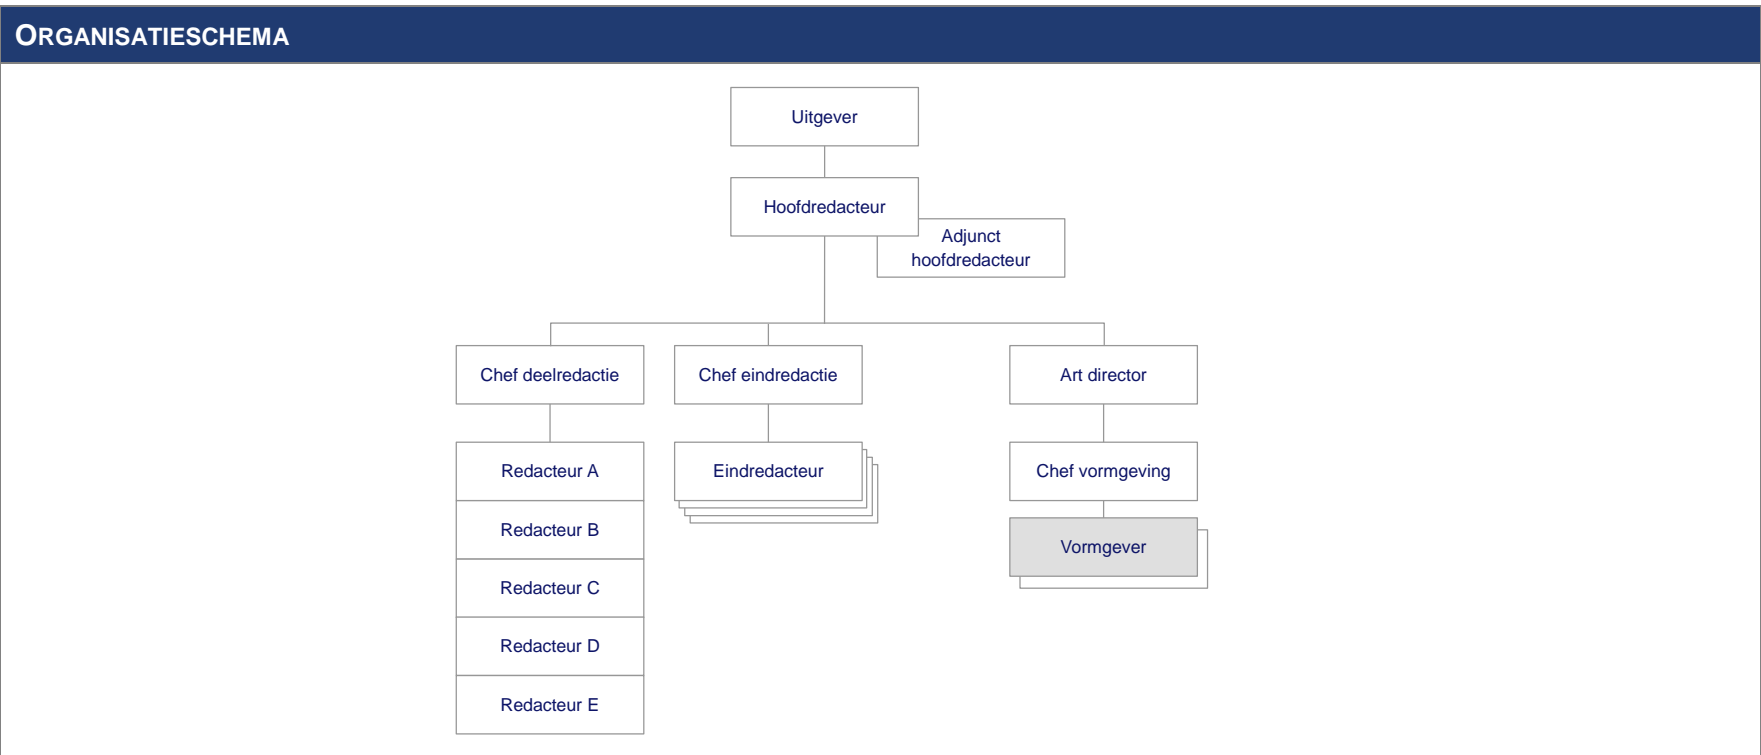 ORGANISATIESCHEMA
Uitgever
Hoofdredacteur
Adjunct
hoofdredacteur
Chef deelredactie
Chef eindredactie
Art director
Redacteur A
Eindredacteur
Chef vormgeving
Redacteur B
Vormgever
Redacteur C
Redacteur D
Redacteur E